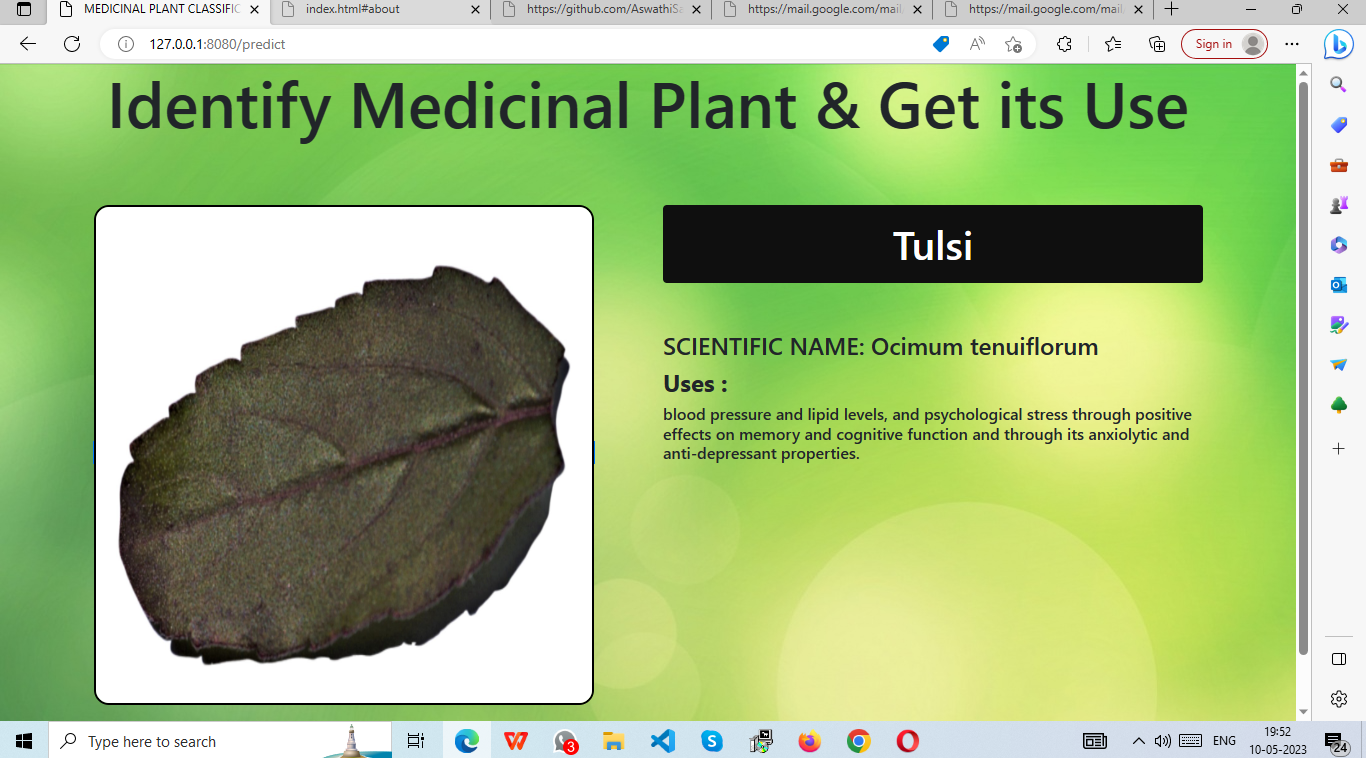 MEDICINAL PLANT CLASSIFIC
index.html#about
https://github.com/AswathiSa
https://mail.google.com/mail
https://mail.google.com/mail
127.0.0.1:8080/predict
Sign in
Identify Medicinal Plant & Get its Use
Tulsi
SCIENTIFIC NAME: Ocimum tenuiflorum
Uses :
blood pressure and lipid levels, and psychological stress through positive
effects on memory and cognitive function and through its anxiolytic and
anti-depressant properties.
Type here to search
3
ENG
19:52
10-05-2023
24